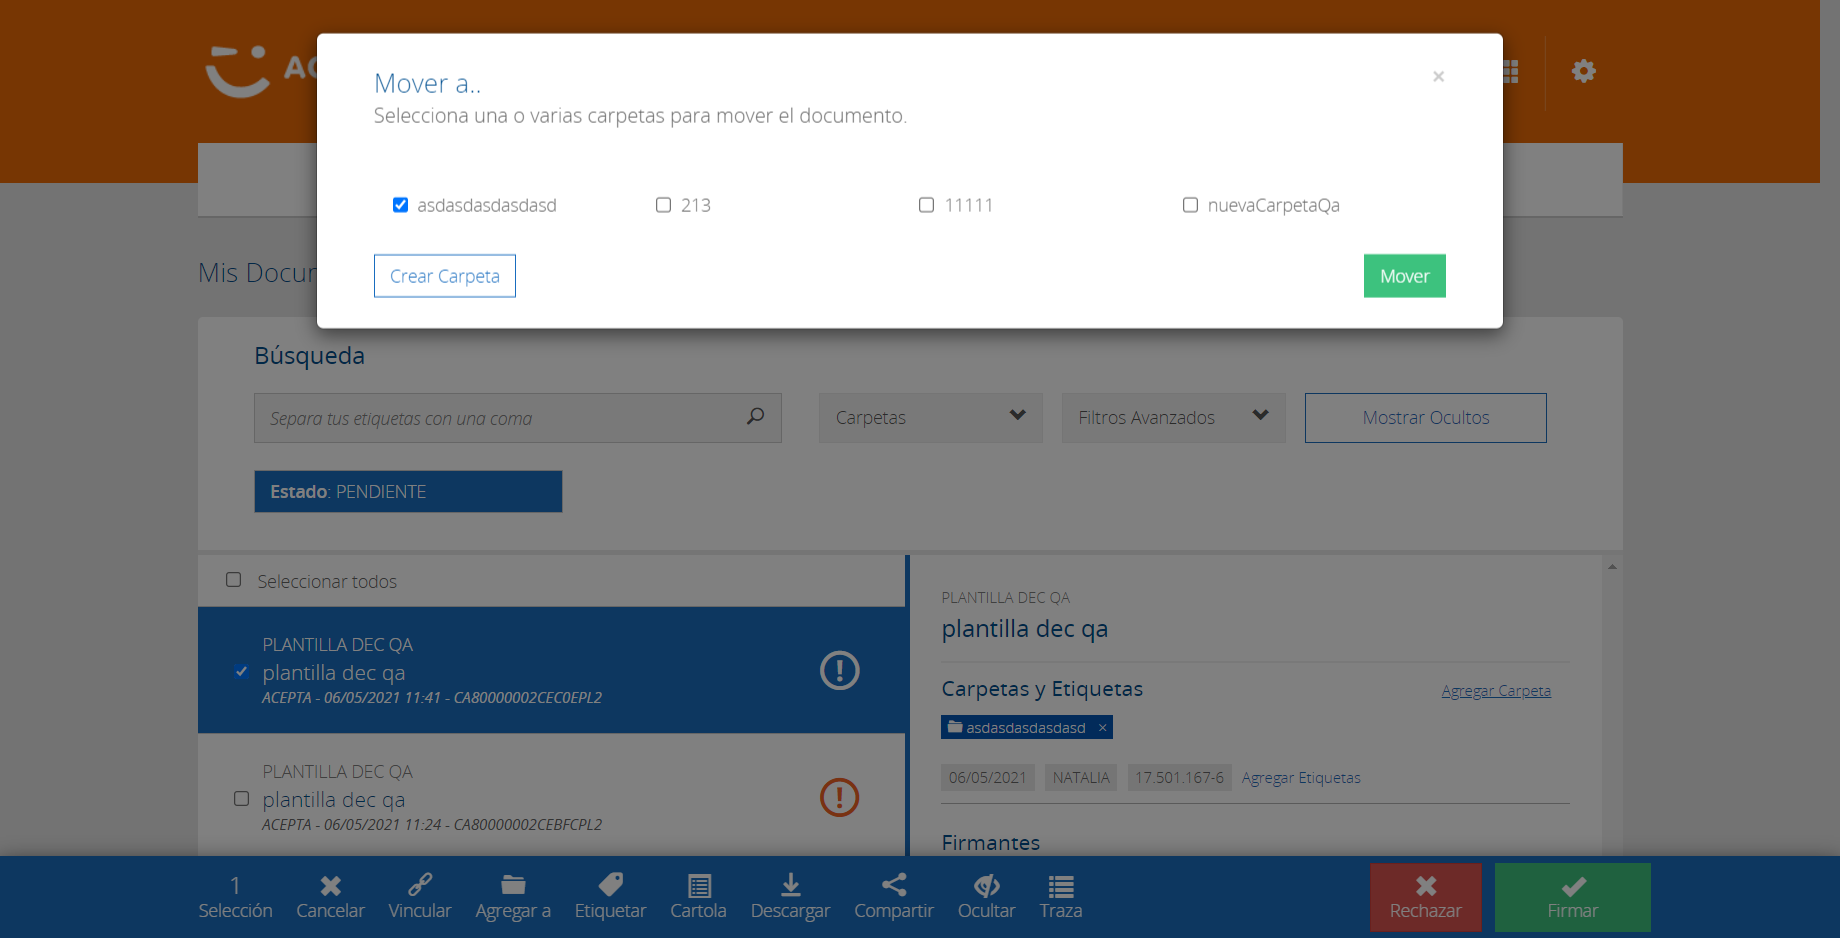 Mover a..
×
Selecciona una o varias carpetas para mover el documento.
asdasdasdasdasd
213
11111
nuevaCarpetaQa
Crear Carpeta
Mover
Búsqueda
Separa tus etiquetas con una coma
Carpetas
Filtros Avanzados
Mostrar Ocultos
Estado: PENDIENTE
Seleccionar todos
PLANTILLA DEC QA
plantilla dec qa
ACEPTA - 06/05/2021 11:41 - CA80000002CEC0EPL2
PLANTILLA DEC QA
plantilla dec qa
ACEPTA - 06/05/2021 11:24 - CA80000002CEBFCPL2
PLANTILLA DEC QA
plantilla dec qa
Carpetas y Etiquetas
Agregar Carpeta
asdasdasdasdasd ×
06/05/2021
NATALIA
17.501.167-6
Agregar Etiquetas
Firmantes
1
Selección
Cancelar
Vincular
Agregar a
Etiquetar
Cartola
Descargar
Compartir
Ocultar
Traza
Rechazar
Firmar